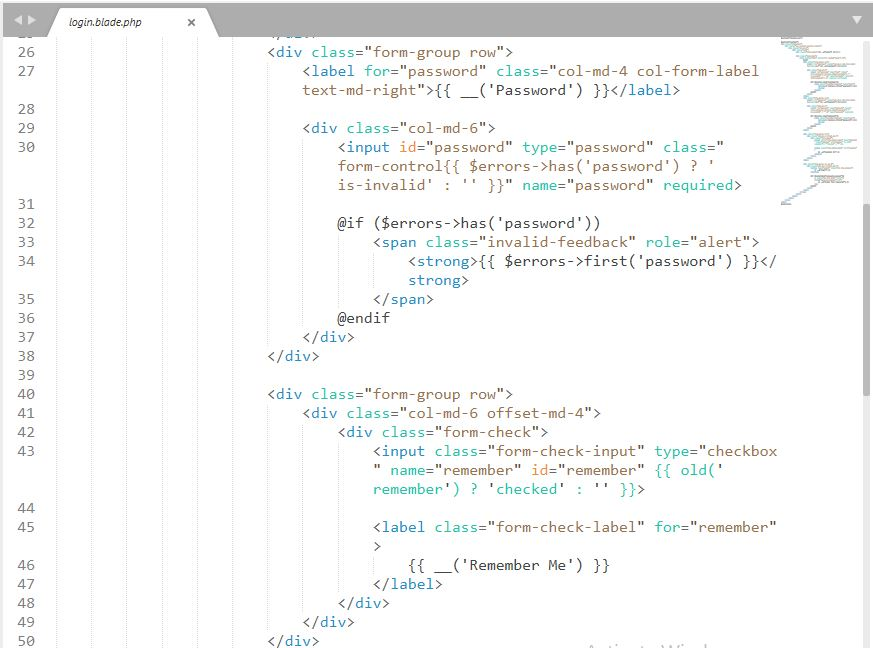 login.blade.php ×
26 <div class="form-group row">
27 <label for="password" class="col-md-4 col-form-label
text-md-right">{{ __('Password') }}</label>
28
29 <div class="col-md-6">
30 <input id="password" type="password" class="
form-control{{ $errors->has('password') ? '
is-invalid' : '' }}" name="password" required>
31
32 @if ($errors->has('password'))
33 <span class="invalid-feedback" role="alert">
34 <strong>{{ $errors->first('password') }}</
strong>
35 </span>
36 @endif
37 </div>
38 </div>
39
40 <div class="form-group row">
41 <div class="col-md-6 offset-md-4">
42 <div class="form-check">
43 <input class="form-check-input" type="checkbox
" name="remember" id="remember" {{ old('
remember') ? 'checked' : '' }}>
44
45 <label class="form-check-label" for="remember"
>
46 {{ __('Remember Me') }}
47 </label>
48 </div>
49 </div>
50 </div>